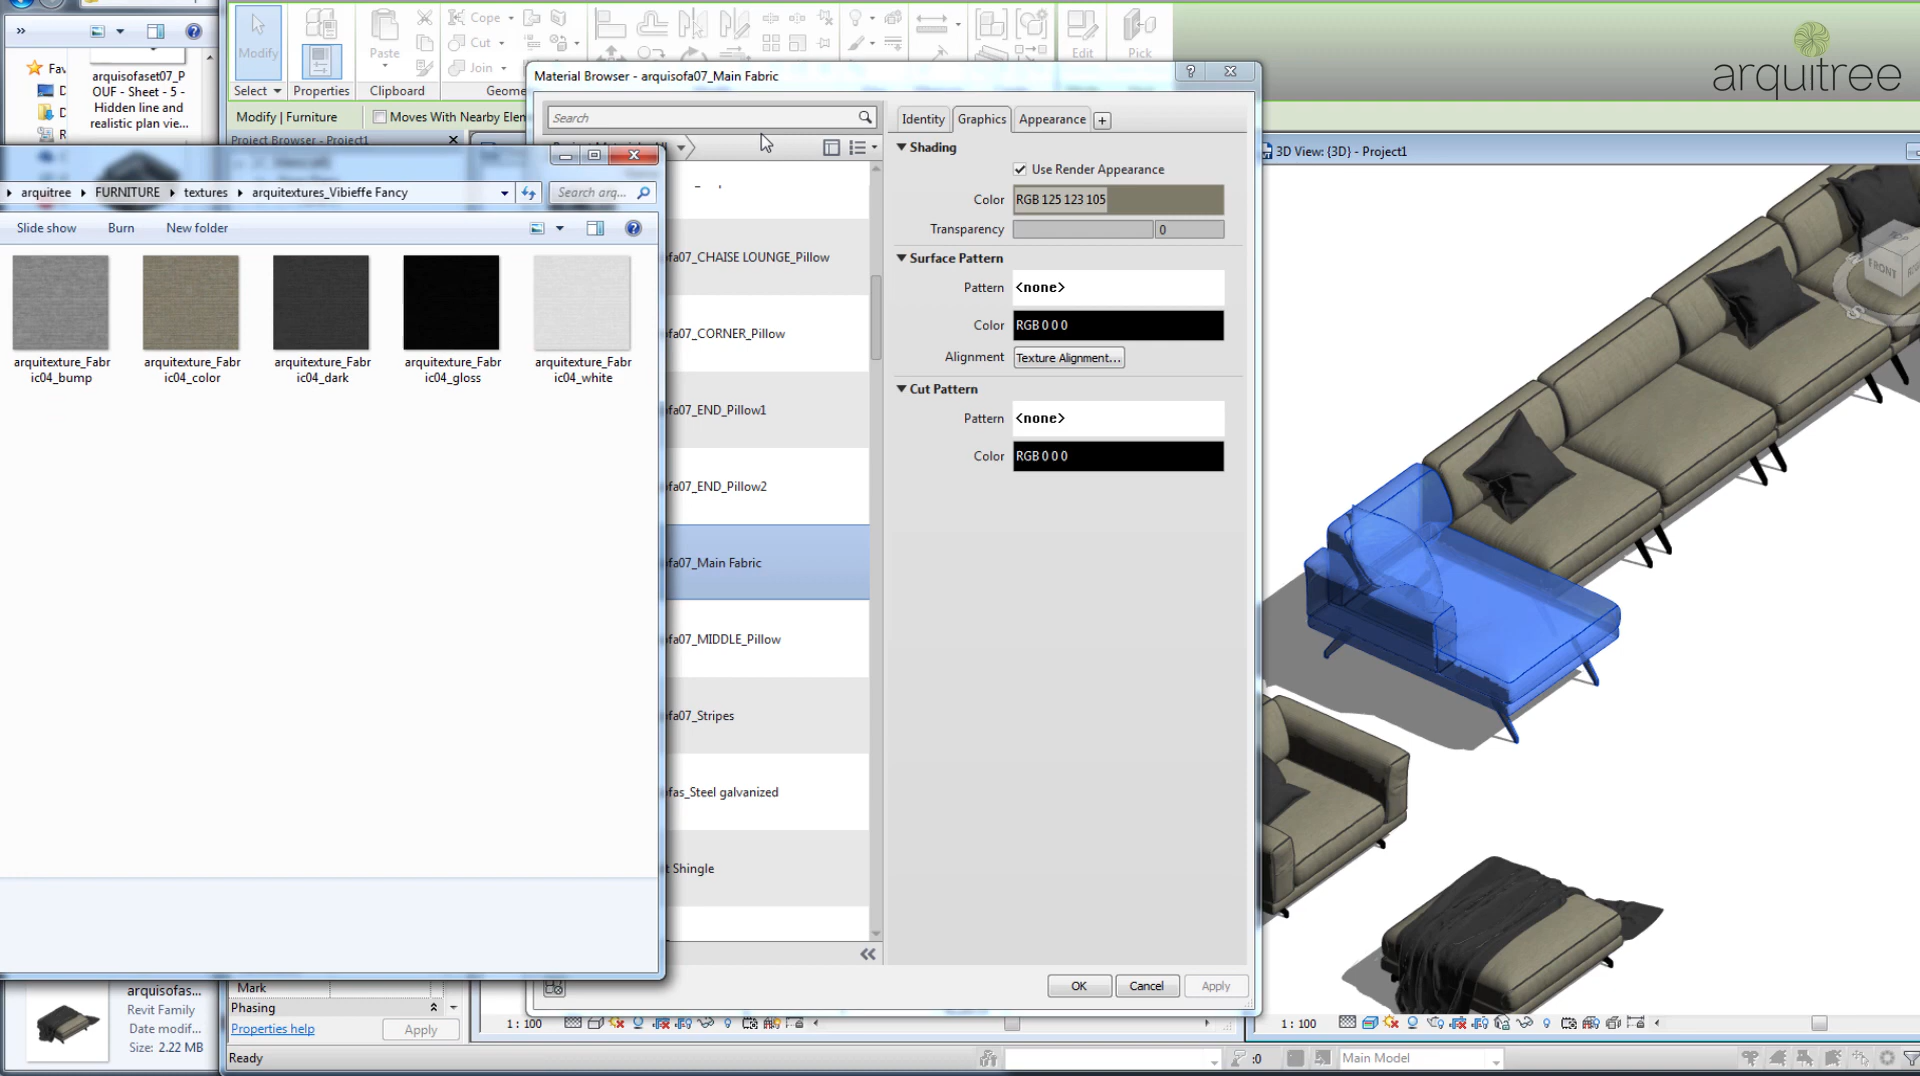 Modify
Select
Properties
Paste
Cope
Cut
Join
Clipboard
Geome
Edit
Pick
arquitree
»
Fav
arquisofaset07_P
OUF - Sheet - 5 -
Hidden line and
realistic plan vie...
Modify | Furniture
Moves With Nearby Elen
Project Browser - Project1
Material Browser - arquisofa07_Main Fabric
Search
Identity
Graphics
Appearance
Shading
Use Render Appearance
Color
RGB 125 123 105
Transparency
0
Surface Pattern
Pattern
<none>
Color
RGB 0 0 0
Alignment
Texture Alignment...
Cut Pattern
Pattern
<none>
Color
RGB 0 0 0
arquitree
FURNITURE
textures
arquitextures_Vibieffe Fancy
Search arq...
Slide show
Burn
New folder
arquitexture_Fabr
ic04_bump
arquitexture_Fabr
ic04_color
arquitexture_Fabr
ic04_dark
arquitexture_Fabr
ic04_gloss
arquitexture_Fabr
ic04_white
fa07_CHAISE LOUNGE_Pillow
fa07_CORNER_Pillow
fa07_END_Pillow1
fa07_END_Pillow2
fa07_Main Fabric
fa07_MIDDLE_Pillow
fa07_Stripes
fas_Steel galvanized
t Shingle
OK
Cancel
Apply
3D View: {3D} - Project1
FRONT
S
arquisofas...
Revit Family
Date modif...
Size: 2.22 MB
Mark
Phasing
Properties help
Apply
1 : 100
1 : 100
Ready
:0
Main Model